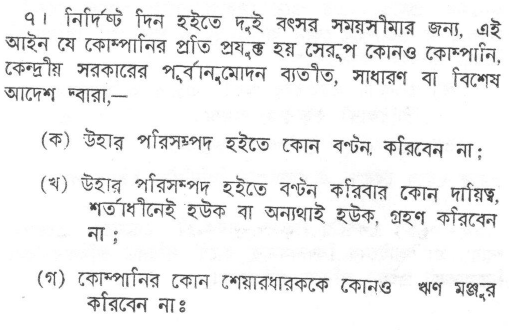 ৭। নির্দিষ্ট দিন হইতে দুই বৎসর সময়সীমার জন্য, এই
আইন যে কোম্পানির প্রতি প্রযুক্ত হয় সেরূপ কোনও কোম্পানি,
কেন্দ্রীয় সরকারের পূর্বানুমোদন ব্যতীত, সাধারণ বা বিশেষ
আদেশ দ্বারা,—
(ক) উহার পরিসম্পদ হইতে কোন বণ্টন, করিবেন না;
(খ) উহার পরিসম্পদ হইতে বণ্টন করিবার কোন দায়িত্ব,
শর্তাধীনেই হউক বা অন্যথাই হউক, গ্রহণ করিবেন
না;
(গ) কোম্পানির কোন শেয়ারধারককে কোনও ঋণ মঞ্জুর
করিবেন নাঃ